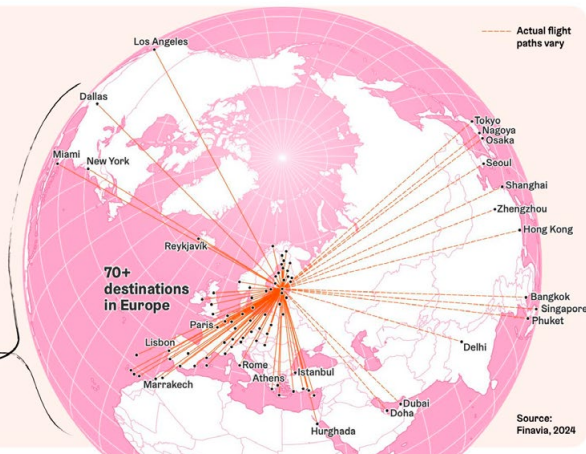 Los Angeles
Actual flight
paths vary
Dallas
Tokyo
Nagoya
Osaka
Miami
New York
Seoul
Shanghai
Zhengzhou
Hong Kong
Reykjavik
70+
destinations
in Europe
Bangkok
Singapore
Phuket
Paris
Lisbon
Delhi
Rome
Istanbul
Athens
Marrakech
Dubai
Doha
Hurghada
Source:
Finavia, 2024